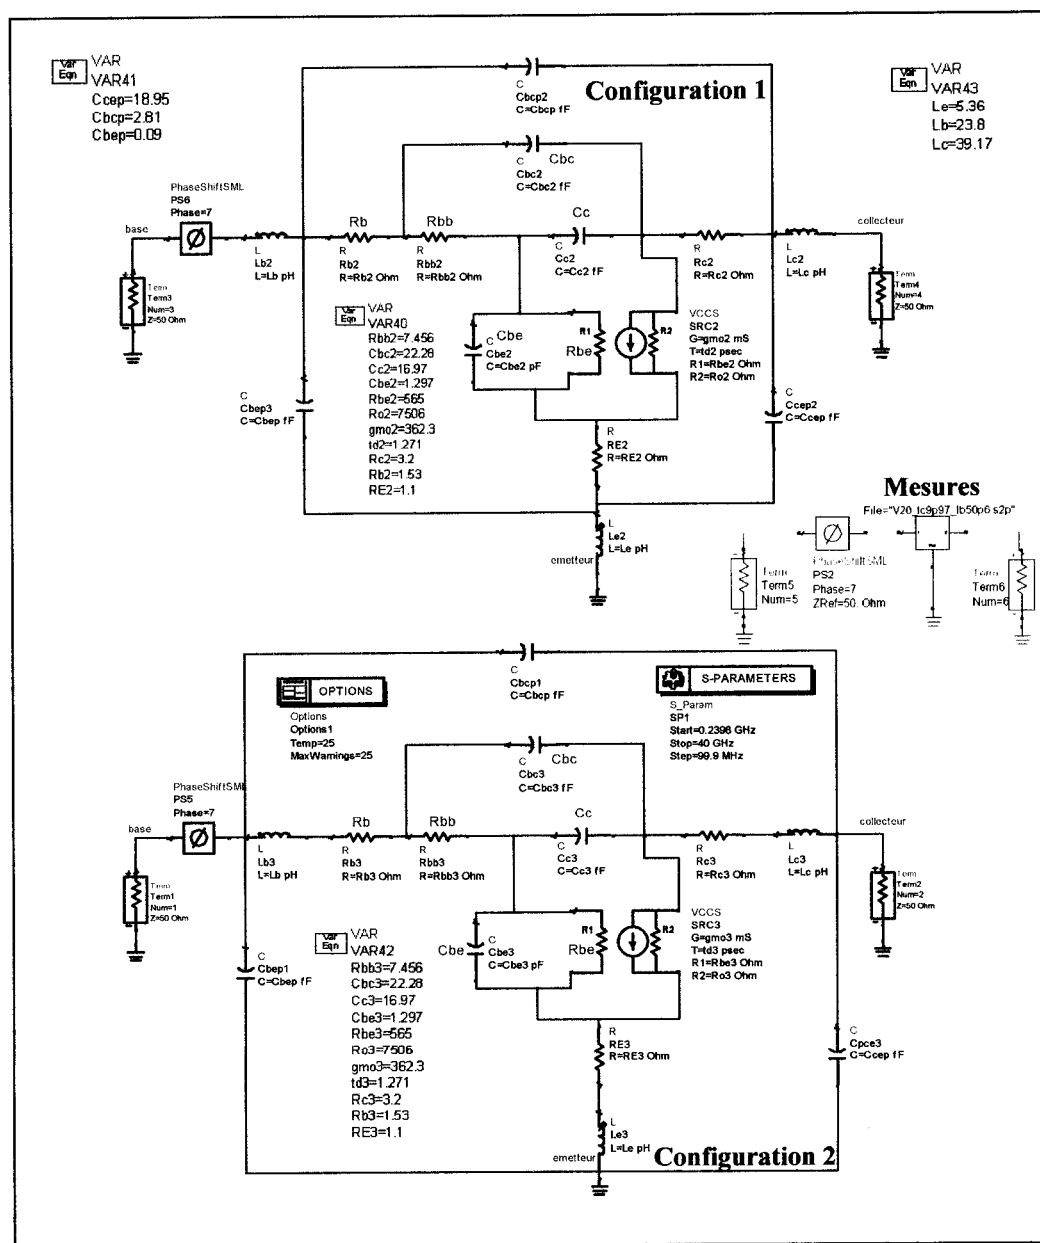 Var
Eqn
VAR
VAR41
Ccep=18.95
Cbcp=2.81
Cbep=0.09
C
Cbcp2
C=Cbcp fF
Configuration 1
Var
Eqn
VAR
VAR43
Le=5.36
Lb=23.8
Lc=39.17
C
Cbc2
C=Cbc2 fF
Cbc
PhaseShiftSML
PS6
Phase=7
base
L
Lb2
L=Lb pH
Rb
R
Rb2
R=Rb2 Ohm
Rbb
R
Rbb2
R=Rbb2 Ohm
Cc
C
Cc2
C=Cc2 fF
R
Rc2
R=Rc2 Ohm
L
Lc2
L=Lc pH
collecteur
Term
Term3
Num=3
Z=50 Ohm
Term
Term4
Num=4
Z=50 Ohm
Var
Eqn
VAR
VAR40
Rbb2=7.456
Cbc2=22.28
Cc2=16.97
Cbe2=1.297
Rbe2=565
Ro2=7506
gmo2=362.3
td2=1.271
Rc2=3.2
Rb2=1.53
RE2=1.1
Cbe
C
Cbe2
C=Cbe2 pF
R1
Rbe
R2
VCCS
SRC2
G=gmo2 mS
T=td2 psec
R1=Rbe2 Ohm
R2=Ro2 Ohm
C
Cbep3
C=Cbep fF
C
Ccep2
C=Ccep fF
R
RE2
R=RE2 Ohm
L
Le2
L=Le pH
emetteur
Mesures
File="V20_Ic9p97_Ib50p6.s2p"
Term
Term5
Num=5
PhaseShiftSML
PS2
Phase=7
ZRef=50. Ohm
Ref
Term
Term6
Num=6
C
Cbcp1
C=Cbcp fF
OPTIONS
Options
Options1
Temp=25
MaxWarnings=25
S-PARAMETERS
S_Param
SP1
Start=0.2398 GHz
Stop=40 GHz
Step=99.9 MHz
C
Cbc3
C=Cbc3 fF
Cbc
PhaseShiftSML
PS5
Phase=7
base
L
Lb3
L=Lb pH
Rb
R
Rb3
R=Rb3 Ohm
Rbb
R
Rbb3
R=Rbb3 Ohm
Cc
C
Cc3
C=Cc3 fF
R
Rc3
R=Rc3 Ohm
L
Lc3
L=Lc pH
collecteur
Term
Term1
Num=1
Z=50 Ohm
Term
Term2
Num=2
Z=50 Ohm
Var
Eqn
VAR
VAR42
Rbb3=7.456
Cbc3=22.28
Cc3=16.97
Cbe3=1.297
Rbe3=565
Ro3=7506
gmo3=362.3
td3=1.271
Rc3=3.2
Rb3=1.53
RE3=1.1
Cbe
C
Cbe3
C=Cbe3 pF
R1
Rbe
R2
VCCS
SRC3
G=gmo3 mS
T=td3 psec
R1=Rbe3 Ohm
R2=Ro3 Ohm
C
Cbep1
C=Cbep fF
R
RE3
R=RE3 Ohm
C
Cpce3
C=Ccep fF
L
Le3
L=Le pH
emetteur
Configuration 2